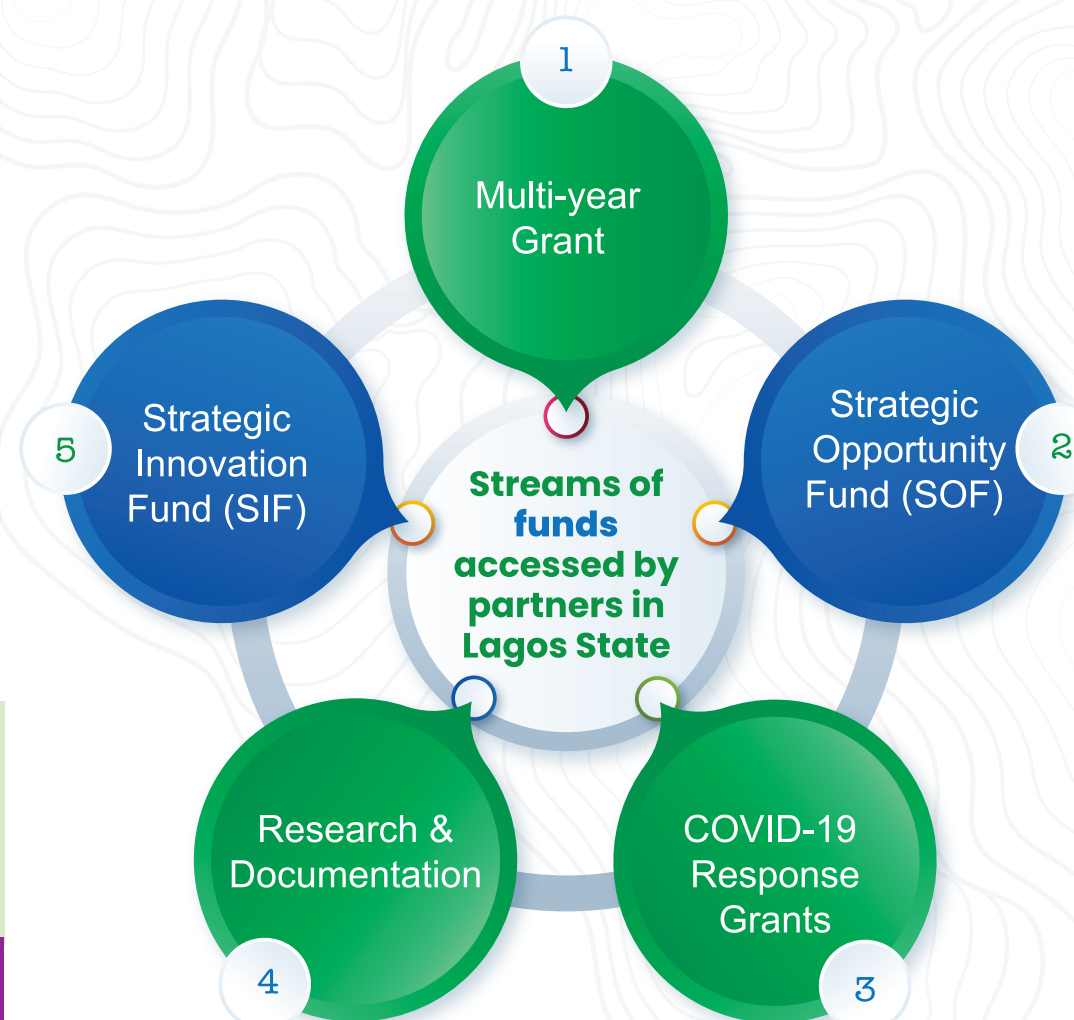 1
Multi-year
Grant
Strategic
Opportunity
Fund (SOF)
2
COVID-19
Response
Grants
3
Research &
Documentation
4
Strategic
Innovation
Fund (SIF)
5
Streams of
funds
accessed by
partners in
Lagos State